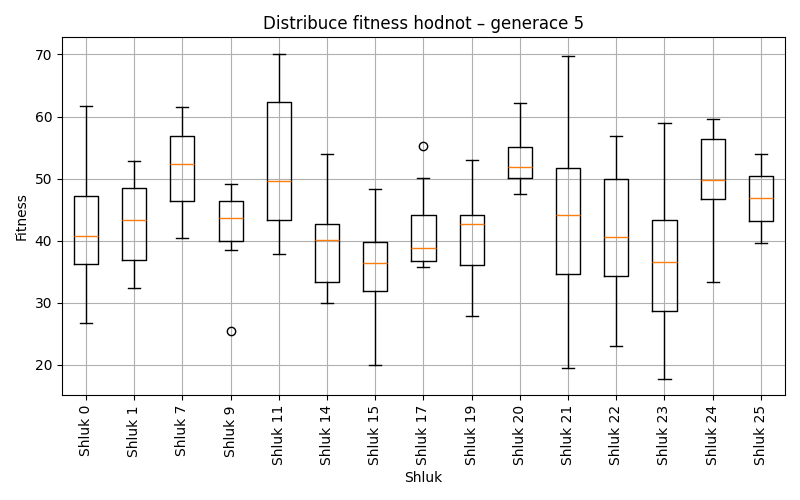 Distribuce fitness hodnot – generace 5
Fitness
70
60
50
40
30
20
Shluk 0
Shluk 1
Shluk 7
Shluk 9
Shluk 11
Shluk 14
Shluk 15
Shluk 17
Shluk 19
Shluk 20
Shluk 21
Shluk 22
Shluk 23
Shluk 24
Shluk 25
Shluk